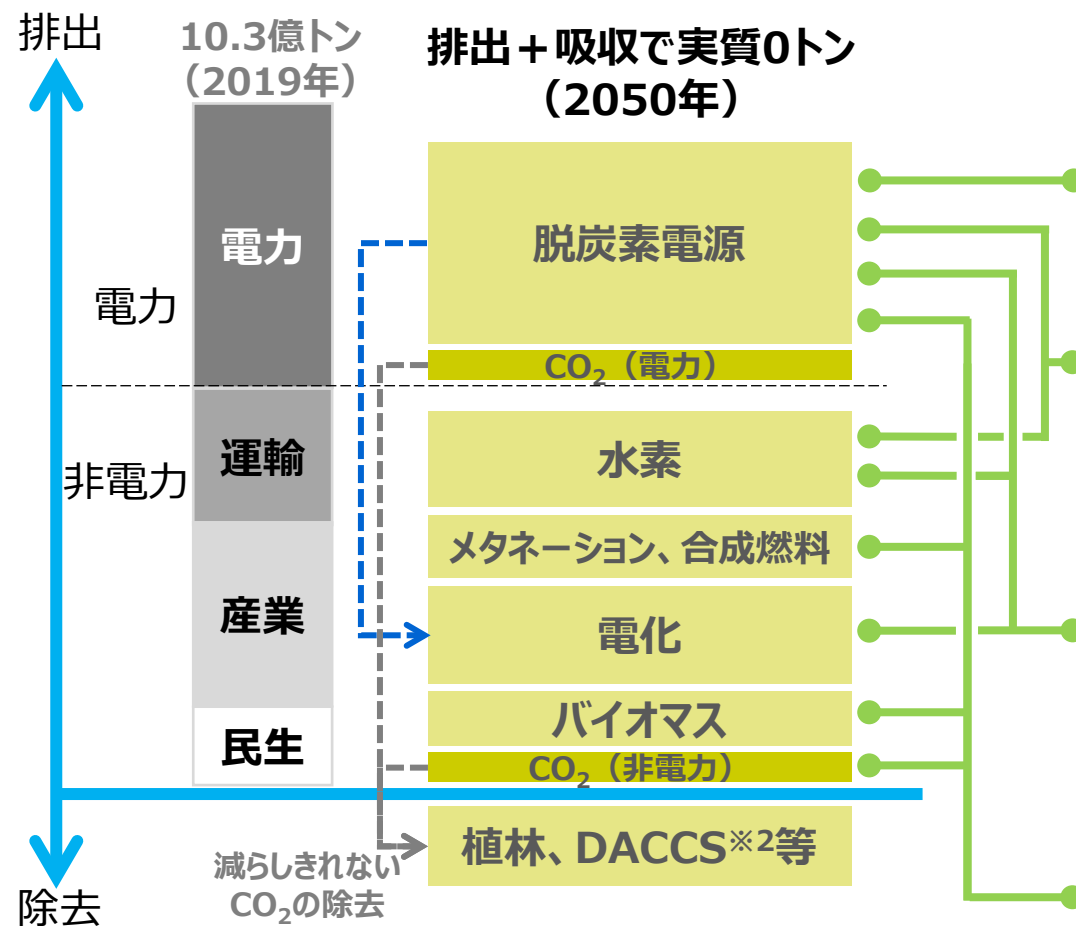 排出
10.3億トン
（2019年）
排出＋吸収で実質0トン
（2050年）
電力
脱炭素電源
電力
CO₂（電力）
非電力
運輸
水素
メタネーション、合成燃料
産業
電化
バイオマス
民生
CO₂（非電力）
植林、DACCS※2等
減らしきれない
CO₂の除去
除去